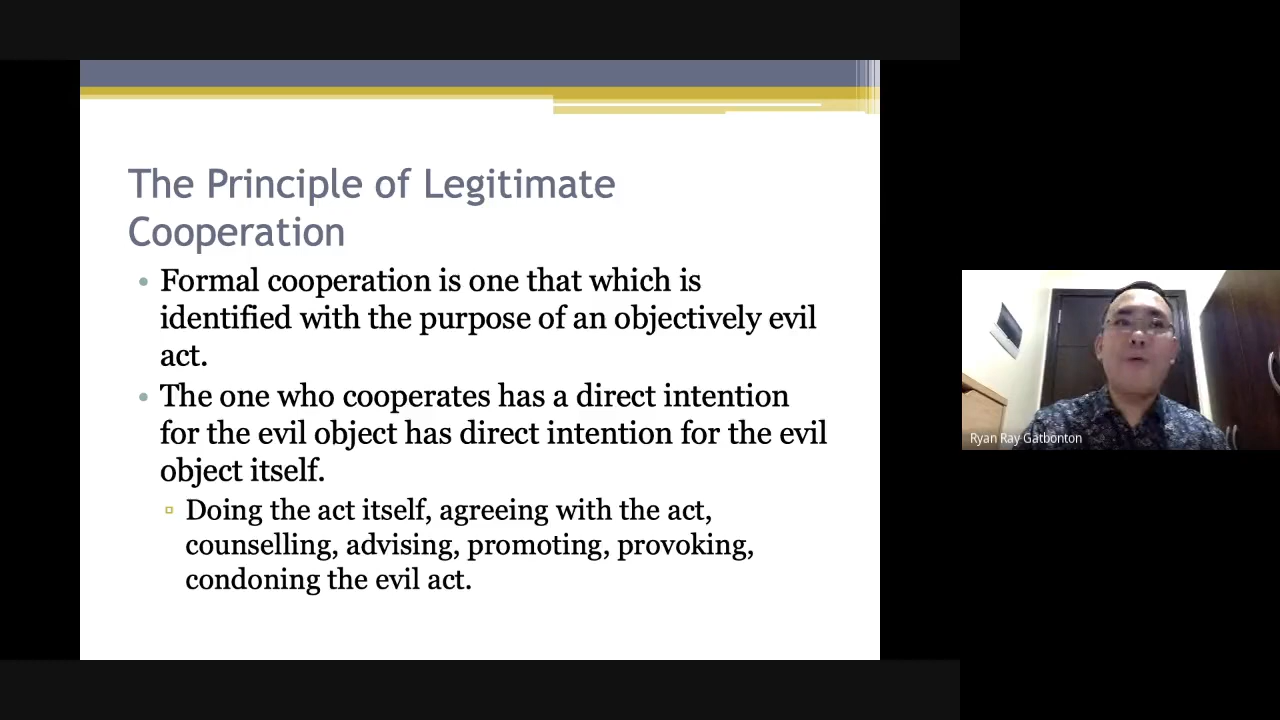 The Principle of Legitimate
Cooperation
• Formal cooperation is one that which is
identified with the purpose of an objectively evil
act.
• The one who cooperates has a direct intention
for the evil object has direct intention for the evil
object itself.
▫ Doing the act itself, agreeing with the act,
counselling, advising, promoting, provoking,
condoning the evil act.
Ryan Ray Gatbonton